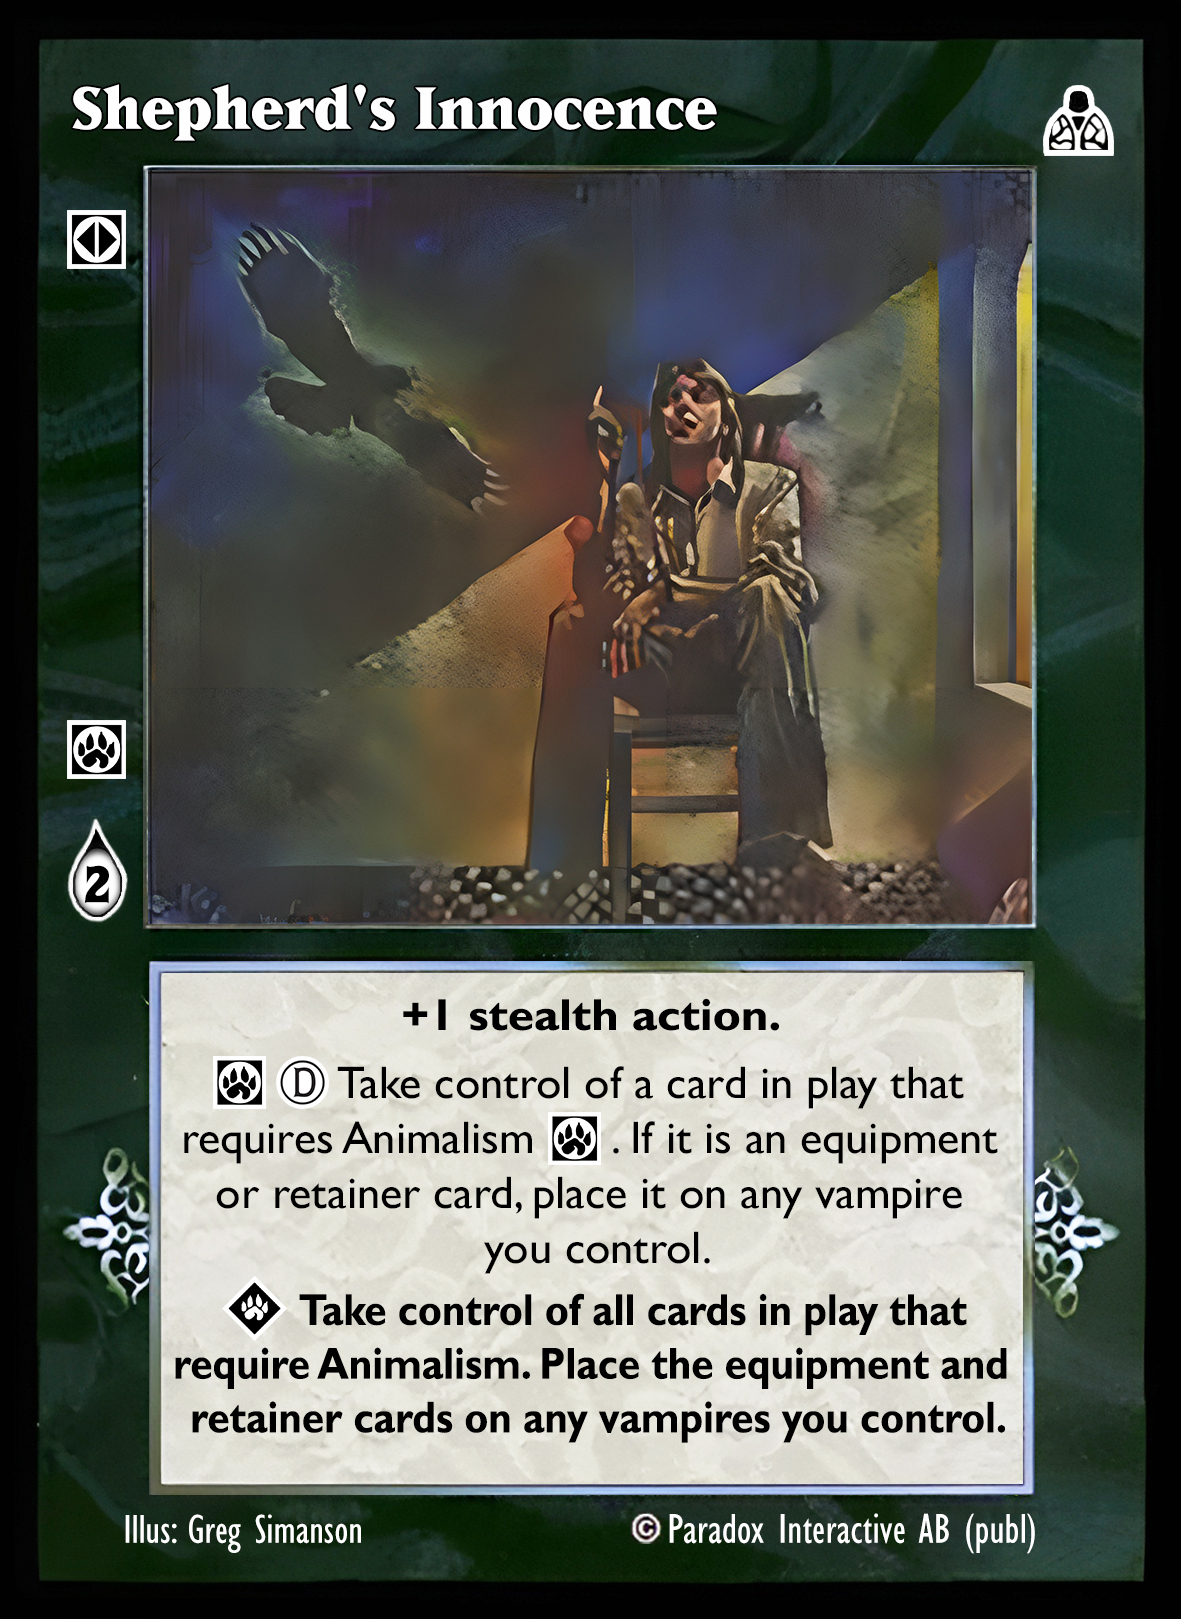 Shepherd's Innocence
2
+1 stealth action.
D Take control of a card in play that
requires Animalism . If it is an equipment
or retainer card, place it on any vampire
you control.
Take control of all cards in play that
require Animalism. Place the equipment and
retainer cards on any vampires you control.
Illus: Greg Simanson
© Paradox Interactive AB (publ)